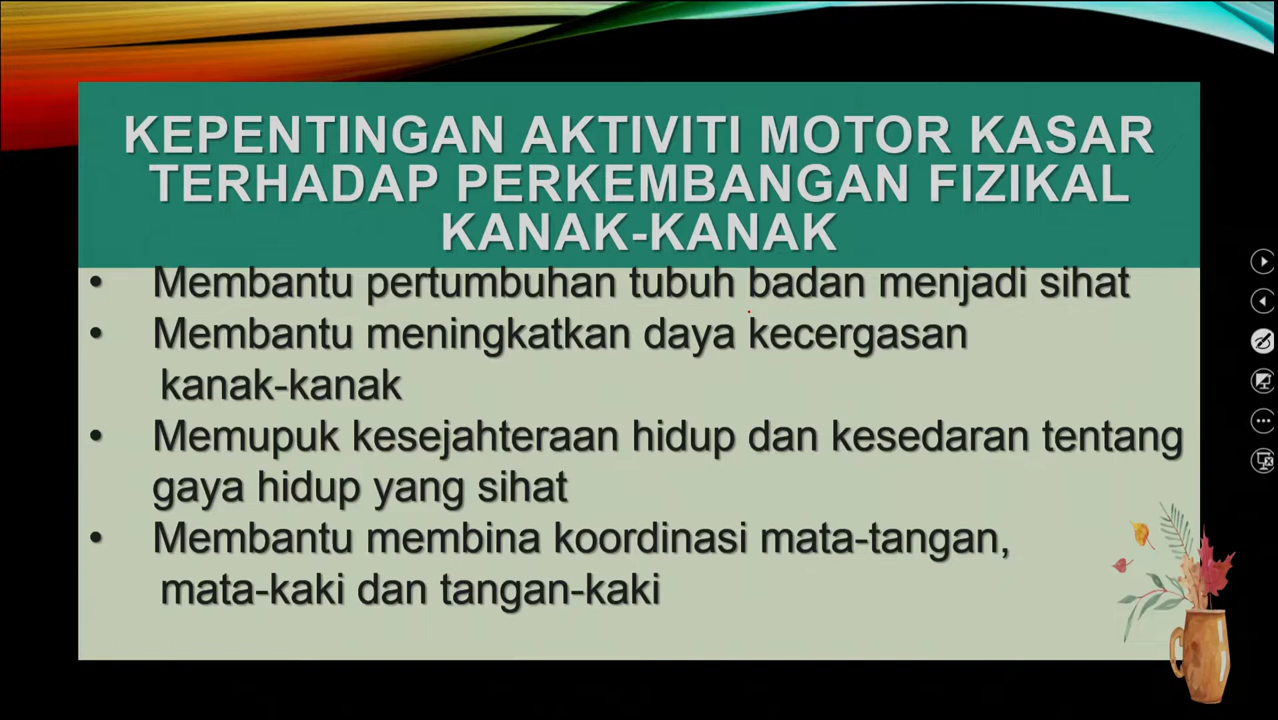 KEPENTINGAN AKTIVITI MOTOR KASAR
TERHADAP PERKEMBANGAN FIZIKAL
KANAK-KANAK
• Membantu pertumbuhan tubuh badan menjadi sihat
• Membantu meningkatkan daya kecergasan
kanak-kanak
• Memupuk kesejahteraan hidup dan kesedaran tentang
gaya hidup yang sihat
• Membantu membina koordinasi mata-tangan,
mata-kaki dan tangan-kaki